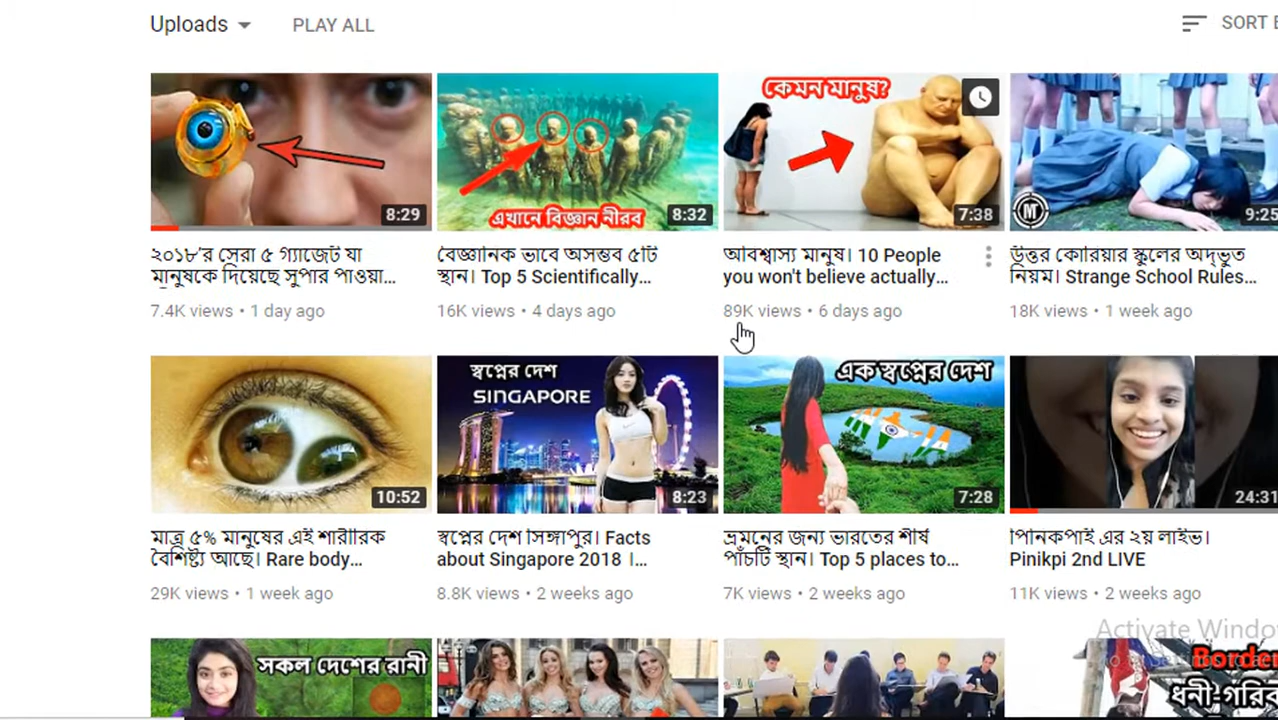 Uploads
PLAY ALL
SORT
কেমন মানুষ?
এখানে বিজ্ঞান নীরব
8:29
8:32
7:38
9:25
২০১৮'র সেরা ৫ গ্যাজেট যা
মানুষকে দিয়েছে সুপার পাওয়া...
বৈজ্ঞানিক ভাবে অসম্ভব ৫টি
স্থান। Top 5 Scientifically...
অবিশ্বাস্য মানুষ। 10 People
you won't believe actually...
উত্তর কোরিয়ার স্কুলের অদ্ভুত
নিয়ম। Strange School Rules...
7.4K views • 1 day ago
16K views • 4 days ago
89K views • 6 days ago
18K views • 1 week ago
স্বপ্নের দেশ
SINGAPORE
এক স্বপ্নের দেশ
10:52
8:23
7:28
24:31
মাত্র ৫% মানুষের এই শারীরিক
বৈশিষ্ট্য আছে। Rare body...
স্বপ্নের দেশ সিঙ্গাপুর। Facts
about Singapore 2018 ।...
ভ্রমনের জন্য ভারতের শীর্ষ
পাঁচটি স্থান। Top 5 places to...
পিনিকপাই এর ২য় লাইভ।
Pinikpi 2nd LIVE
29K views • 1 week ago
8.8K views • 2 weeks ago
7K views • 2 weeks ago
11K views • 2 weeks ago
Activate Windo
সকল দেশের রানী
Border
ধনী-গরিব